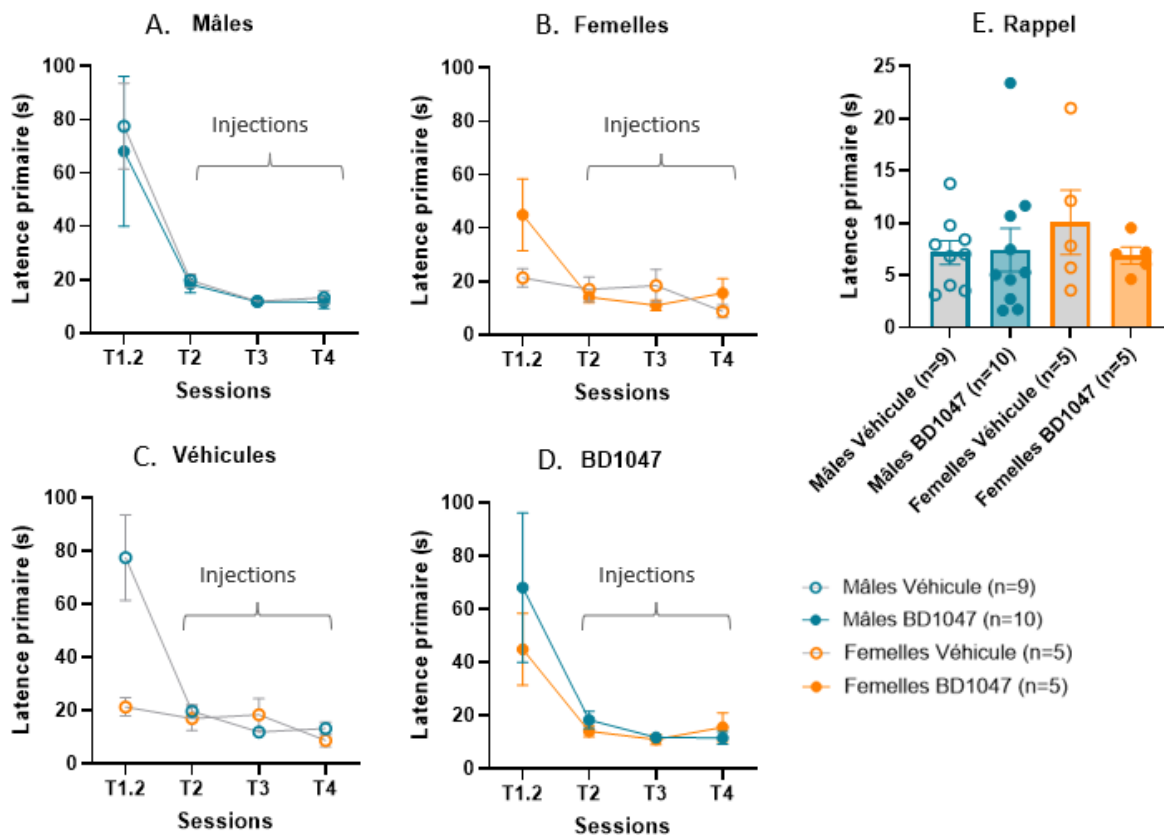 A. Mâles
Latence primaire (s)
100
80
60
40
20
0
Injections
T1.2 T2 T3 T4
Sessions
B. Femelles
Latence primaire (s)
100
80
60
40
20
0
Injections
T1.2 T2 T3 T4
Sessions
E. Rappel
Latence primaire (s)
25
20
15
10
5
0
Mâles Véhicule (n=9)
Mâles BD1047 (n=10)
Femelles Véhicule (n=5)
Femelles BD1047 (n=5)
C. Véhicules
Latence primaire (s)
100
80
60
40
20
0
Injections
T1.2 T2 T3 T4
Sessions
D. BD1047
Latence primaire (s)
100
80
60
40
20
0
Injections
T1.2 T2 T3 T4
Sessions
Mâles Véhicule (n=9)
Mâles BD1047 (n=10)
Femelles Véhicule (n=5)
Femelles BD1047 (n=5)